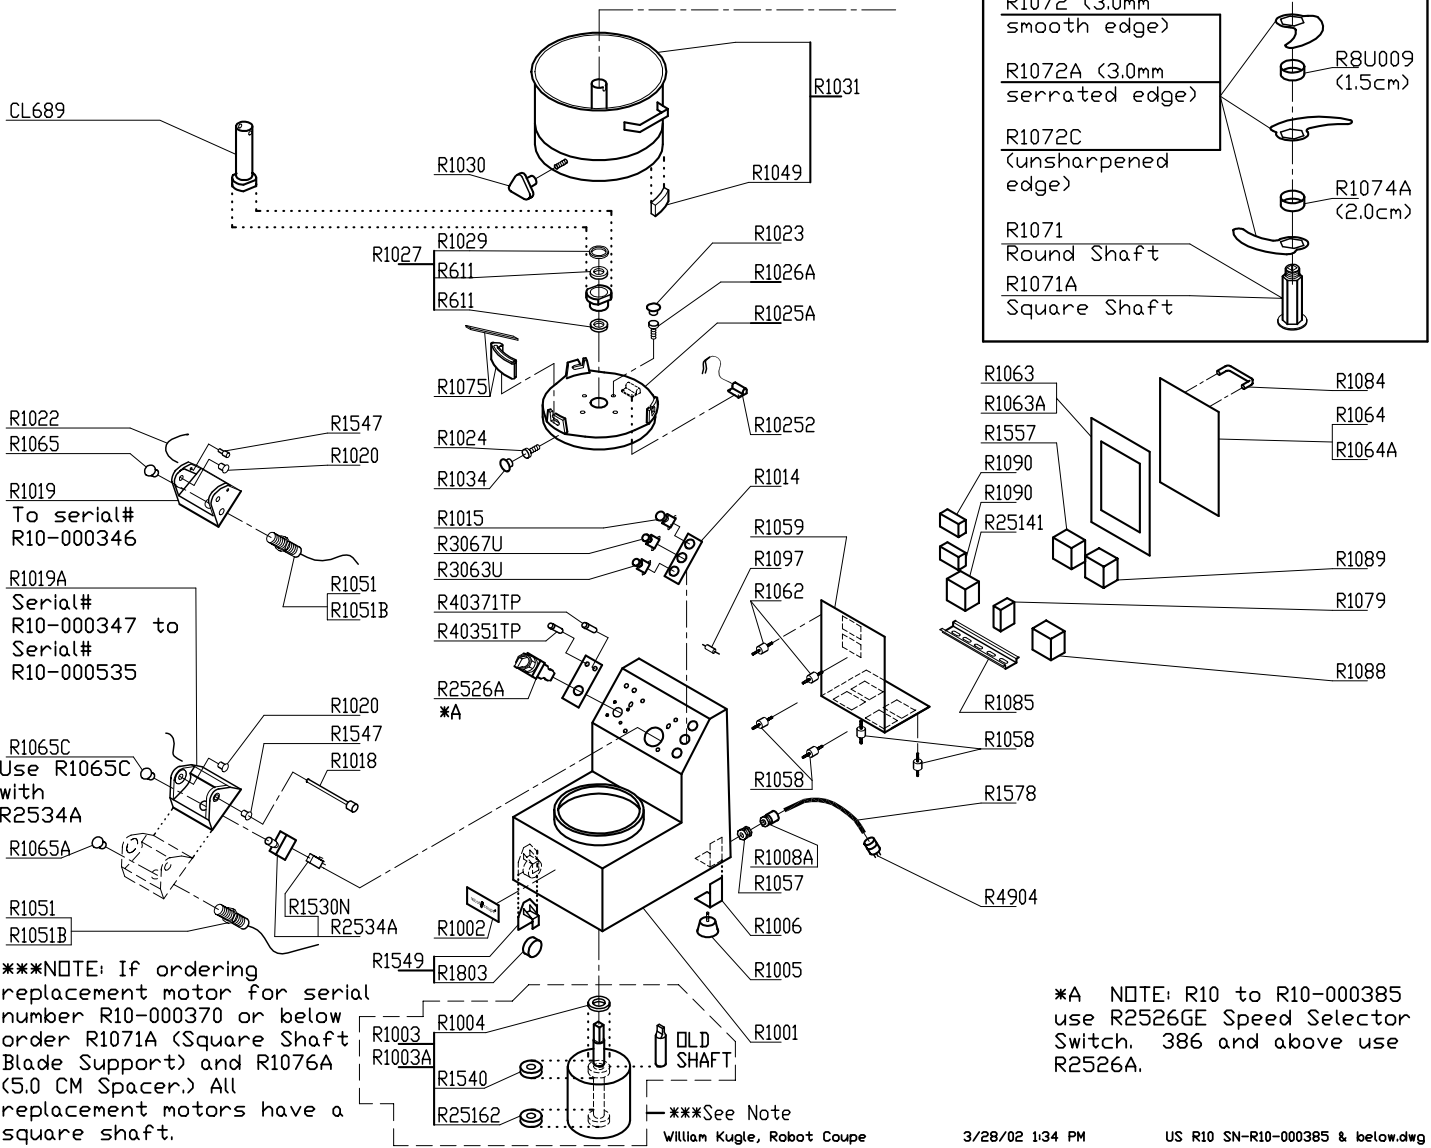 R1072 (3.0mm
smooth edge)
R1072A (3.0mm
serrated edge)
R1072C
(unsharpened
edge)
R1071
Round Shaft
R1071A
Square Shaft
R8U009
(1.5cm)
R1074A
(2.0cm)
R1031
CL689
R1030
R1049
R1023
R1027
R1029
R611
R611
R1026A
R1025A
R1075
R10252
R1024
R1034
R1014
R1022
R1547
R1065
R1020
R1019
To serial#
R10-000346
R1051
R1051B
R1015
R3067U
R3063U
R1059
R1097
R1062
R1063
R1063A
R1557
R1090
R1090
R25141
R1084
R1064
R1064A
R1089
R1079
R1088
R1085
R1019A
Serial#
R10-000347 to
Serial#
R10-000535
R40371TP
R40351TP
R2526A
*A
R1020
R1547
R1018
R1065C
Use R1065C
with
R2534A
R1065A
R1530N
R2534A
R1051
R1051B
R1058
R1058
R1578
R1008A
R1057
R4904
R1002
R1006
R1549
R1803
R1005
R1003
R1003A
R1004
R1001
OLD
SHAFT
R1540
R25162
***See Note
***NOTE: If ordering
replacement motor for serial
number R10-000370 or below
order R1071A (Square Shaft
Blade Support) and R1076A
(5.0 CM Spacer.) All
replacement motors have a
square shaft.
*A NOTE: R10 to R10-000385
use R2526GE Speed Selector
Switch. 386 and above use
R2526A.
William Kugle, Robot Coupe
3/28/02 1:34 PM
US R10 SN-R10-000385 & below.dwg